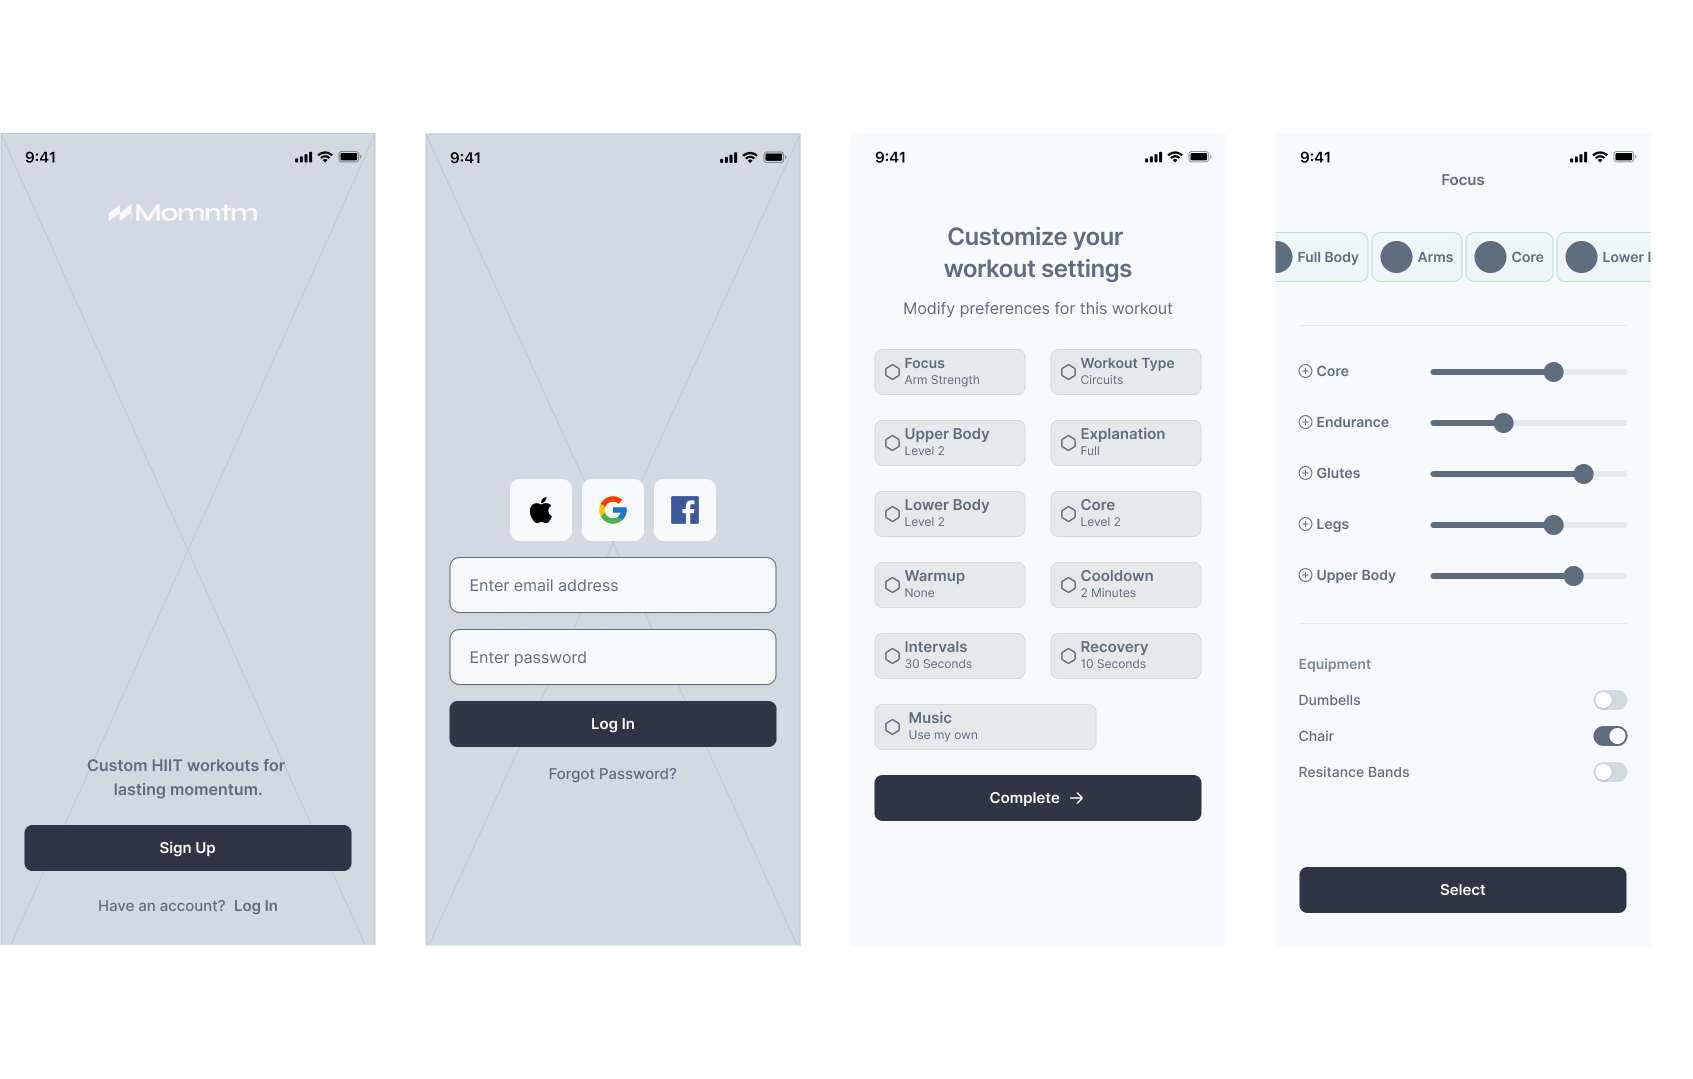 9:41
Momntm
Custom HIIT workouts for
lasting momentum.
Sign Up
Have an account? Log In
9:41
Enter email address
Enter password
Log In
Forgot Password?
9:41
Customize your
workout settings
Modify preferences for this workout
Focus
Arm Strength
Workout Type
Circuits
Upper Body
Level 2
Explanation
Full
Lower Body
Level 2
Core
Level 2
Warmup
None
Cooldown
2 Minutes
Intervals
30 Seconds
Recovery
10 Seconds
Music
Use my own
Complete →
9:41
Focus
Full Body
Arms
Core
Lower
Core
Endurance
Glutes
Legs
Upper Body
Equipment
Dumbells
Chair
Resitance Bands
Select